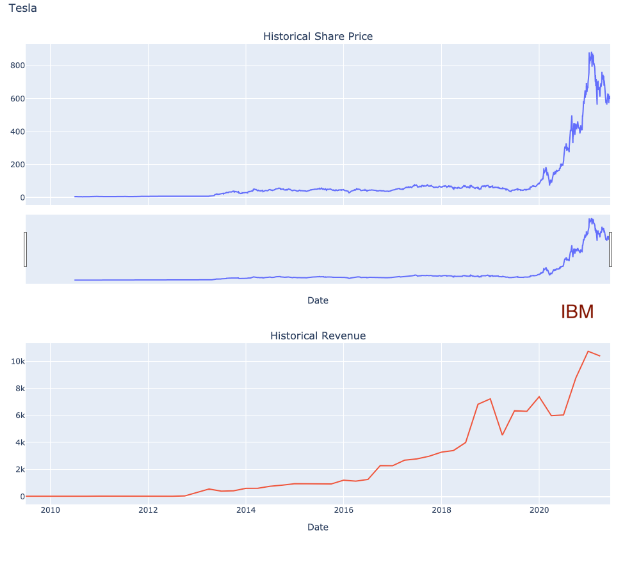 Tesla
Historical Share Price
800
600
400
200
0
Date
IBM
Historical Revenue
10k
8k
6k
4k
2k
0
2010 2012 2014 2016 2018 2020
Date